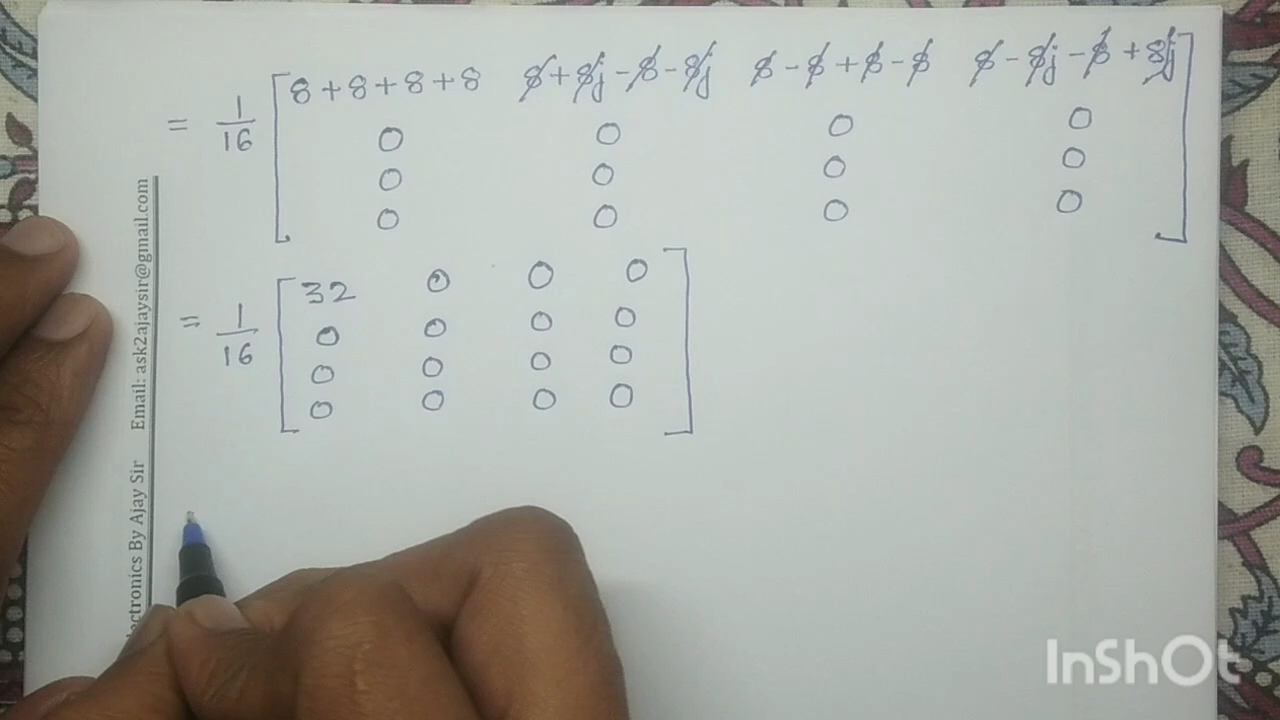 = 1/16 [ 8+8+8+8 8+8j-8-8j 8-8+8-8 8-8j-8+8j
0 0 0 0
0 0 0 0
0 0 0 0 ]
= 1/16 [ 32 0 0 0
0 0 0 0
0 0 0 0
0 0 0 0 ]
By Ajay Sir Email: ask2ajaysir@gmail.com
InShOt